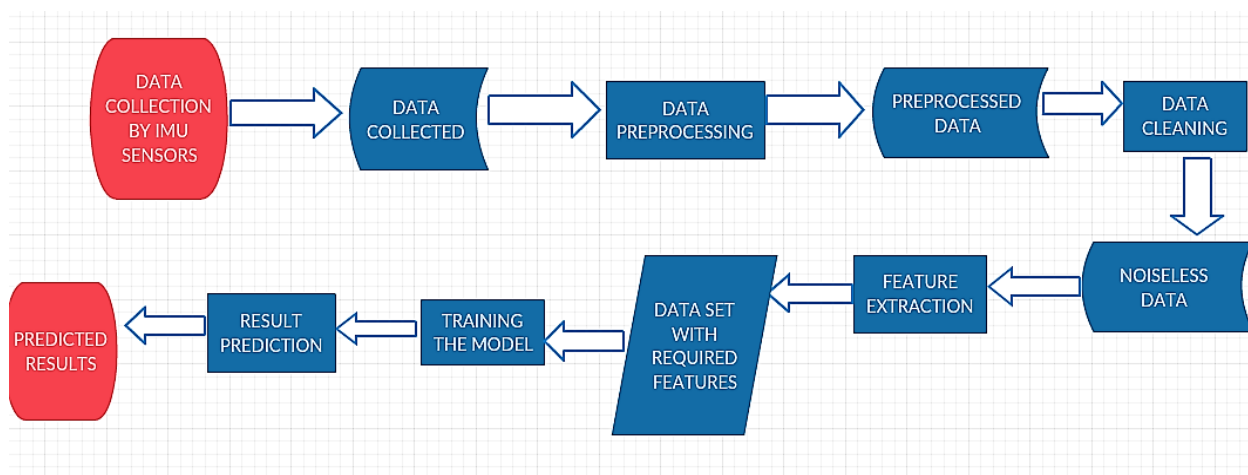 DATA
COLLECTION
BY IMU
SENSORS
DATA
COLLECTED
DATA
PREPROCESSING
PREPROCESSED
DATA
DATA
CLEANING
NOISELESS
DATA
FEATURE
EXTRACTION
DATA SET
WITH
REQUIRED
FEATURES
TRAINING
THE MODEL
RESULT
PREDICTION
PREDICTED
RESULTS